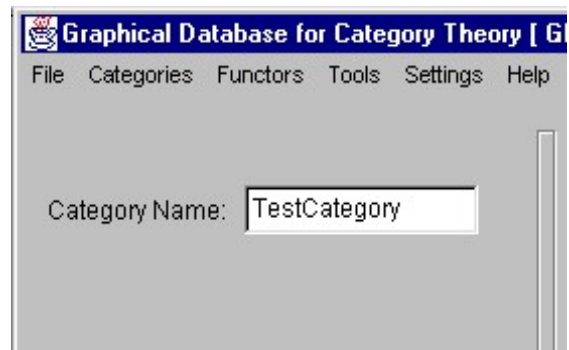 Graphical Database for Category Theory [
File Categories Functors Tools Settings Help
Category Name: TestCategory